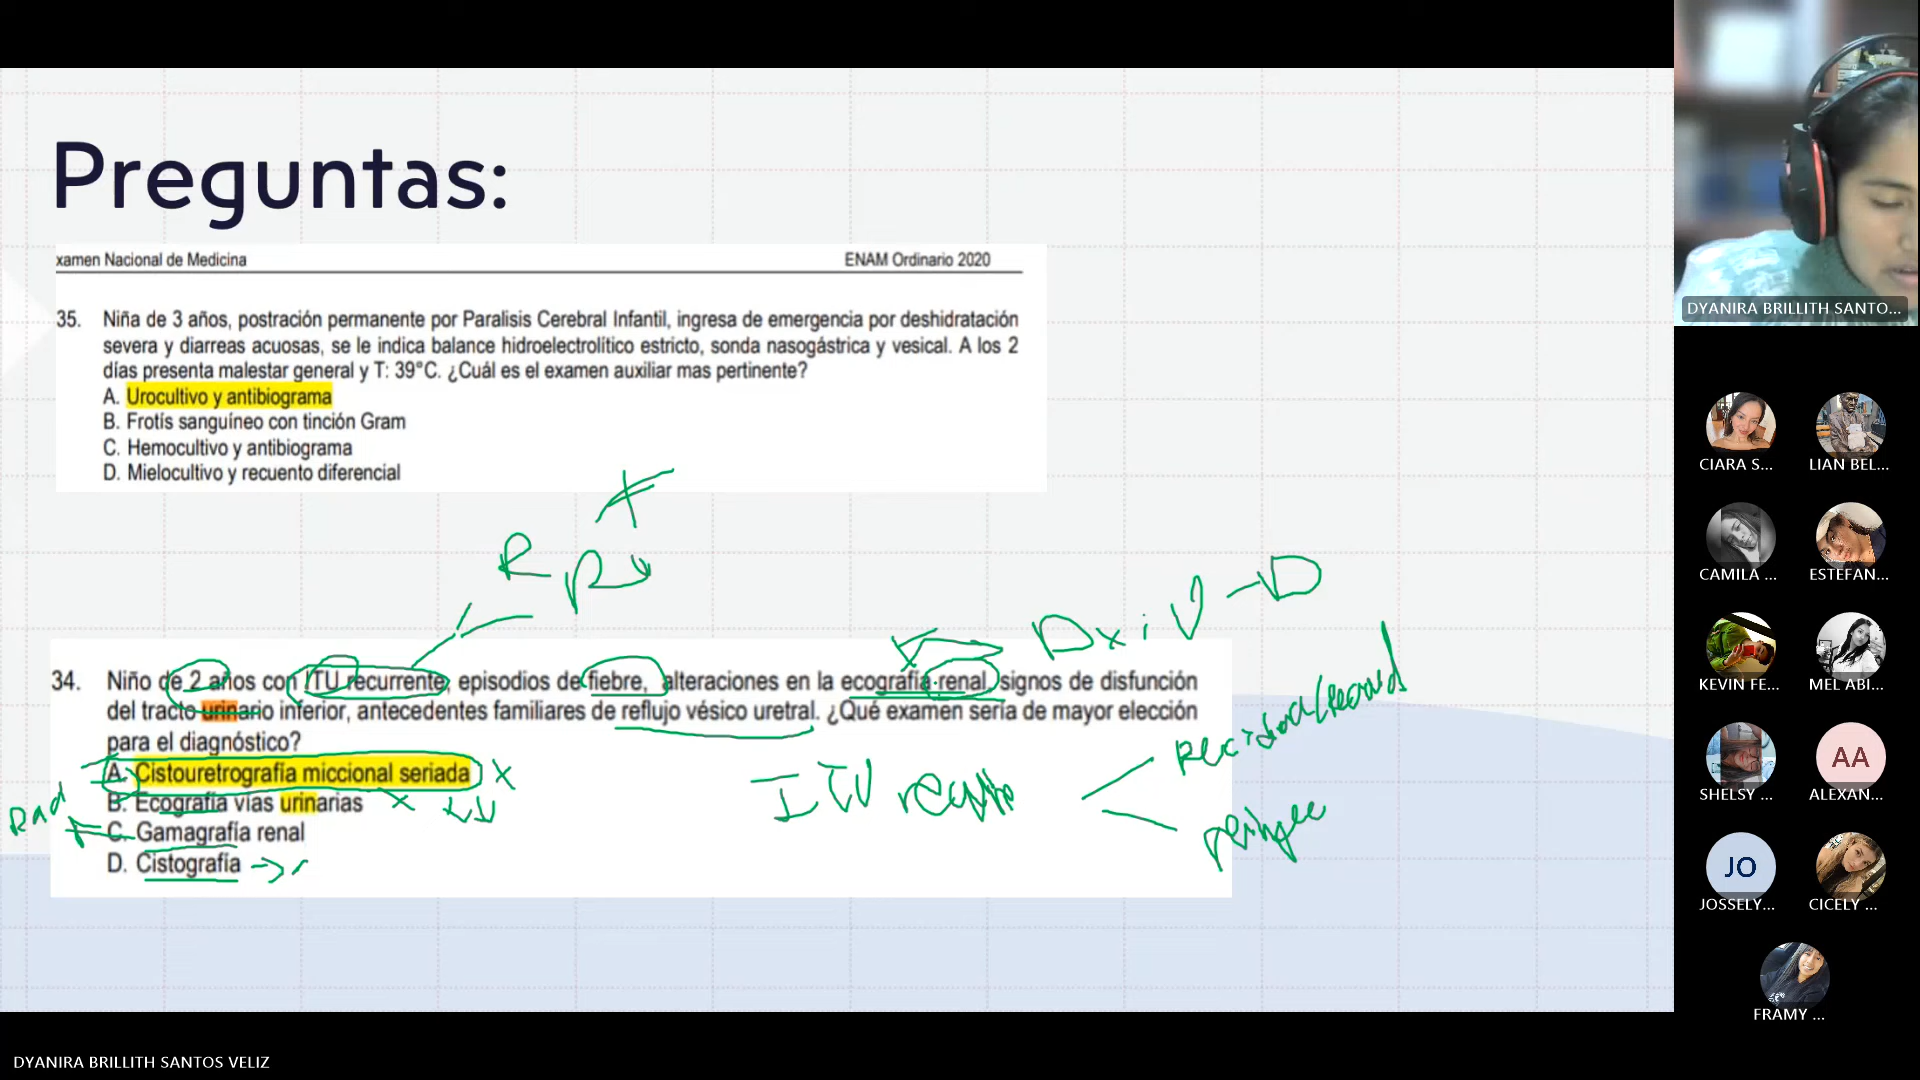 Preguntas:
xamen Nacional de Medicina
ENAM Ordinario 2020
35. Niña de 3 años, postración permanente por Paralisis Cerebral Infantil, ingresa de emergencia por deshidratación
severa y diarreas acuosas, se le indica balance hidroelectrolítico estricto, sonda nasogástrica y vesical. A los 2
días presenta malestar general y T: 39°C. ¿Cuál es el examen auxiliar mas pertinente?
A. Urocultivo y antibiograma
B. Frotís sanguíneo con tinción Gram
C. Hemocultivo y antibiograma
D. Mielocultivo y recuento diferencial
R
34. Niño de 2 años con ITU recurrente, episodios de fiebre, alteraciones en la ecografía renal, signos de disfunción
del tracto urinario inferior, antecedentes familiares de reflujo vésico uretral. ¿Qué examen sería de mayor elección
para el diagnóstico?
A. Cistouretrografía miccional seriada
B. Ecografía vías urinarias
C. Gamagrafía renal
D. Cistografía
Rad
ITU
DYANIRA BRILLITH SANTO...
CIARA S...
LIAN BEL...
CAMILA ...
ESTEFAN...
KEVIN FE...
MEL ABI...
SHELSY ...
AA
ALEXAN...
JO
JOSSELY...
CICELY ...
FRAMY ...
DYANIRA BRILLITH SANTOS VELIZ